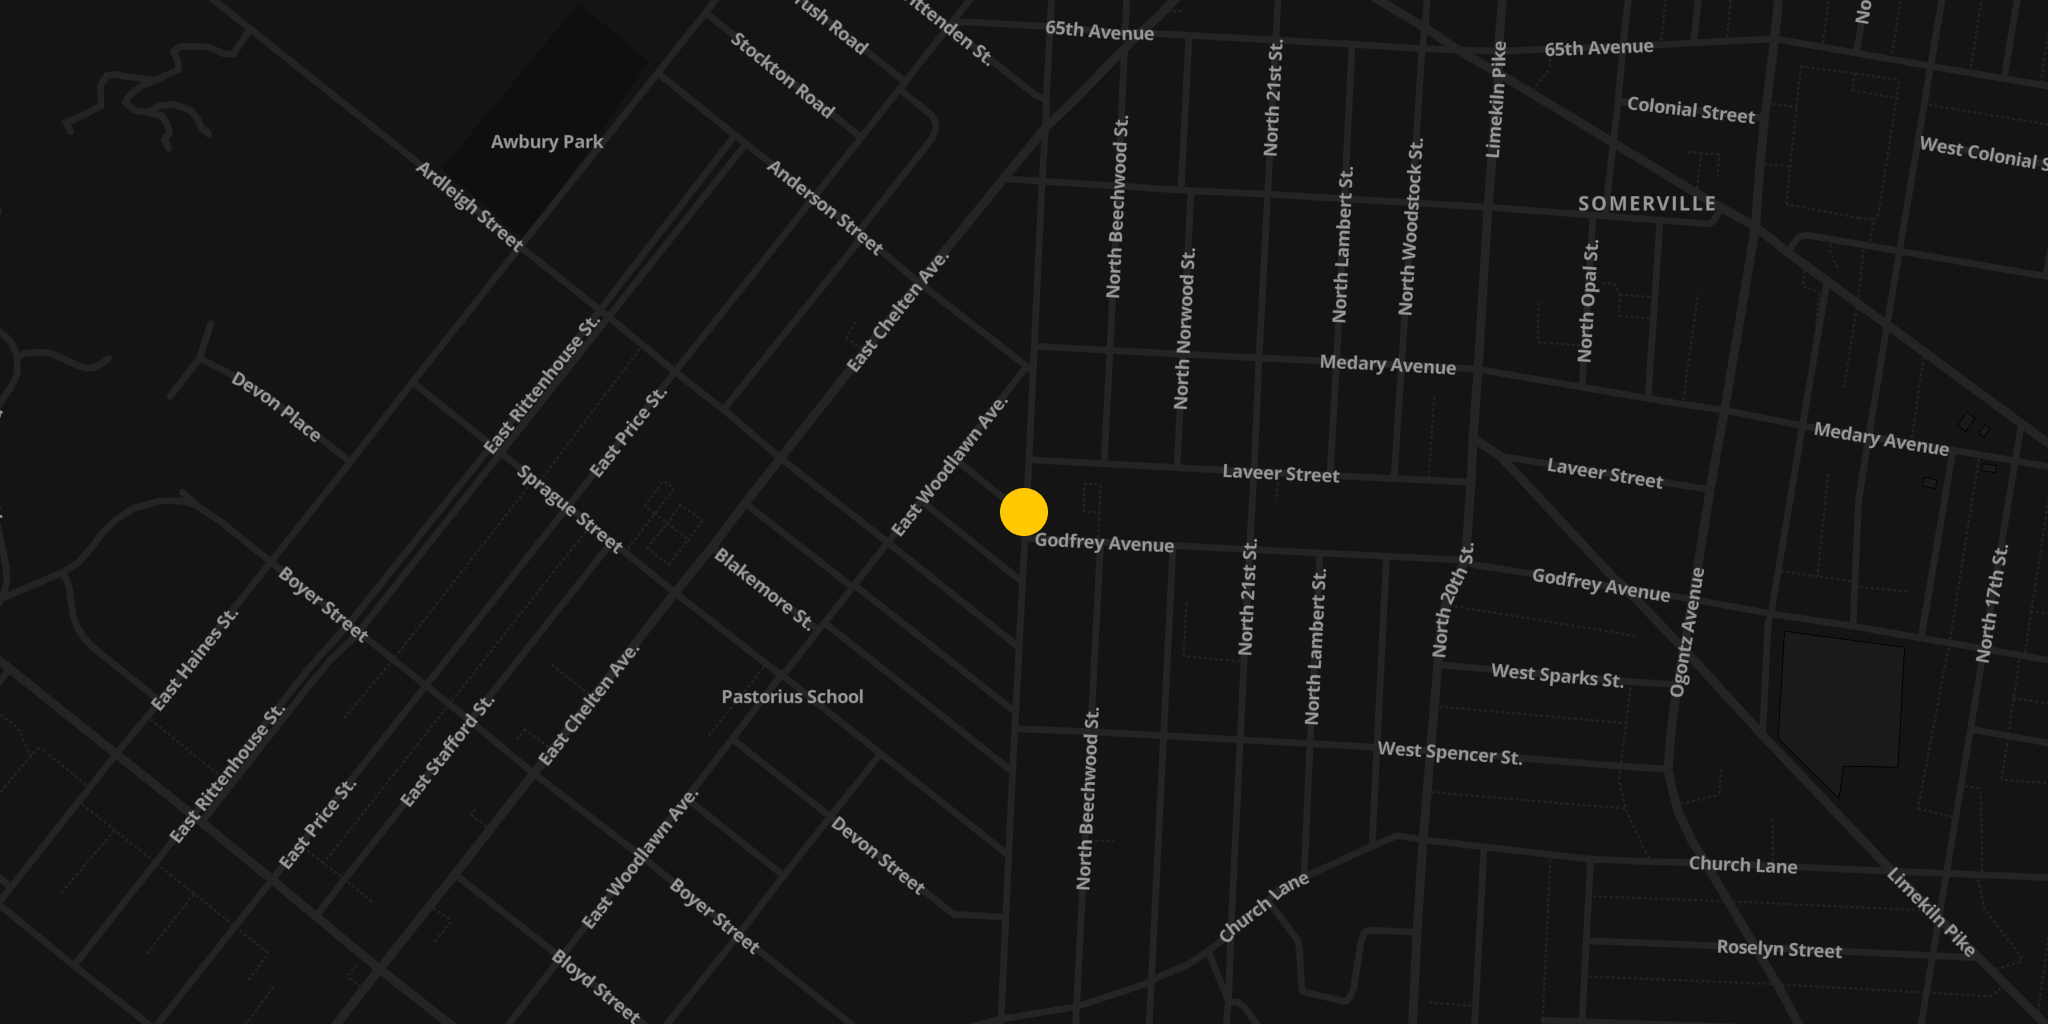 Crittenden St.
65th Avenue
65th Avenue
Stockton Road
North 21st St.
Limekiln Pike
Colonial Street
Awbury Park
North Beechwood St.
West Colonial
Ardleigh Street
Anderson Street
North Lambert St.
North Woodstock St.
SOMERVILLE
North Opal St.
North Norwood St.
East Chelten Ave.
East Rittenhouse St.
Medary Avenue
Devon Place
East Price St.
East Woodlawn Ave.
Medary Avenue
Laveer Street
Laveer Street
Sprague Street
Godfrey Avenue
Blakemore St.
North 21st St.
North Lambert St.
North 20th St.
Godfrey Avenue
Ogontz Avenue
North 17th St.
Boyer Street
East Haines St.
West Sparks St.
Pastorius School
East Chelten Ave.
East Stafford St.
East Rittenhouse St.
North Beechwood St.
West Spencer St.
East Price St.
East Woodlawn Ave.
Devon Street
Church Lane
Church Lane
Limekiln Pike
Boyer Street
Roselyn Street
Bloyd Street